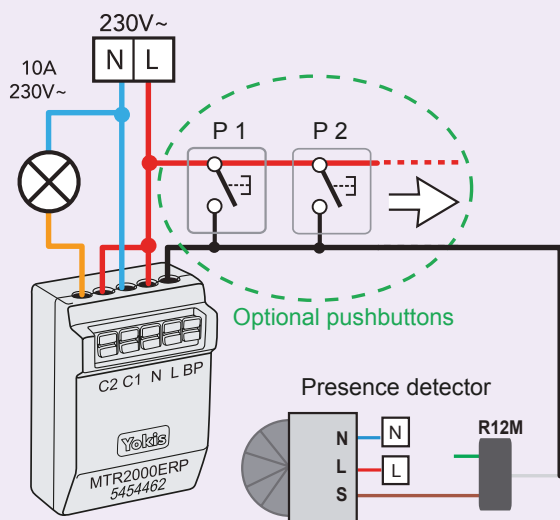 230V~
N L
10A
230V~
P 1 P 2
Optional pushbuttons
C2 C1 N L BP
Yokis
MTR2000ERP
5454462
Presence detector
R12M
N N
L L
S